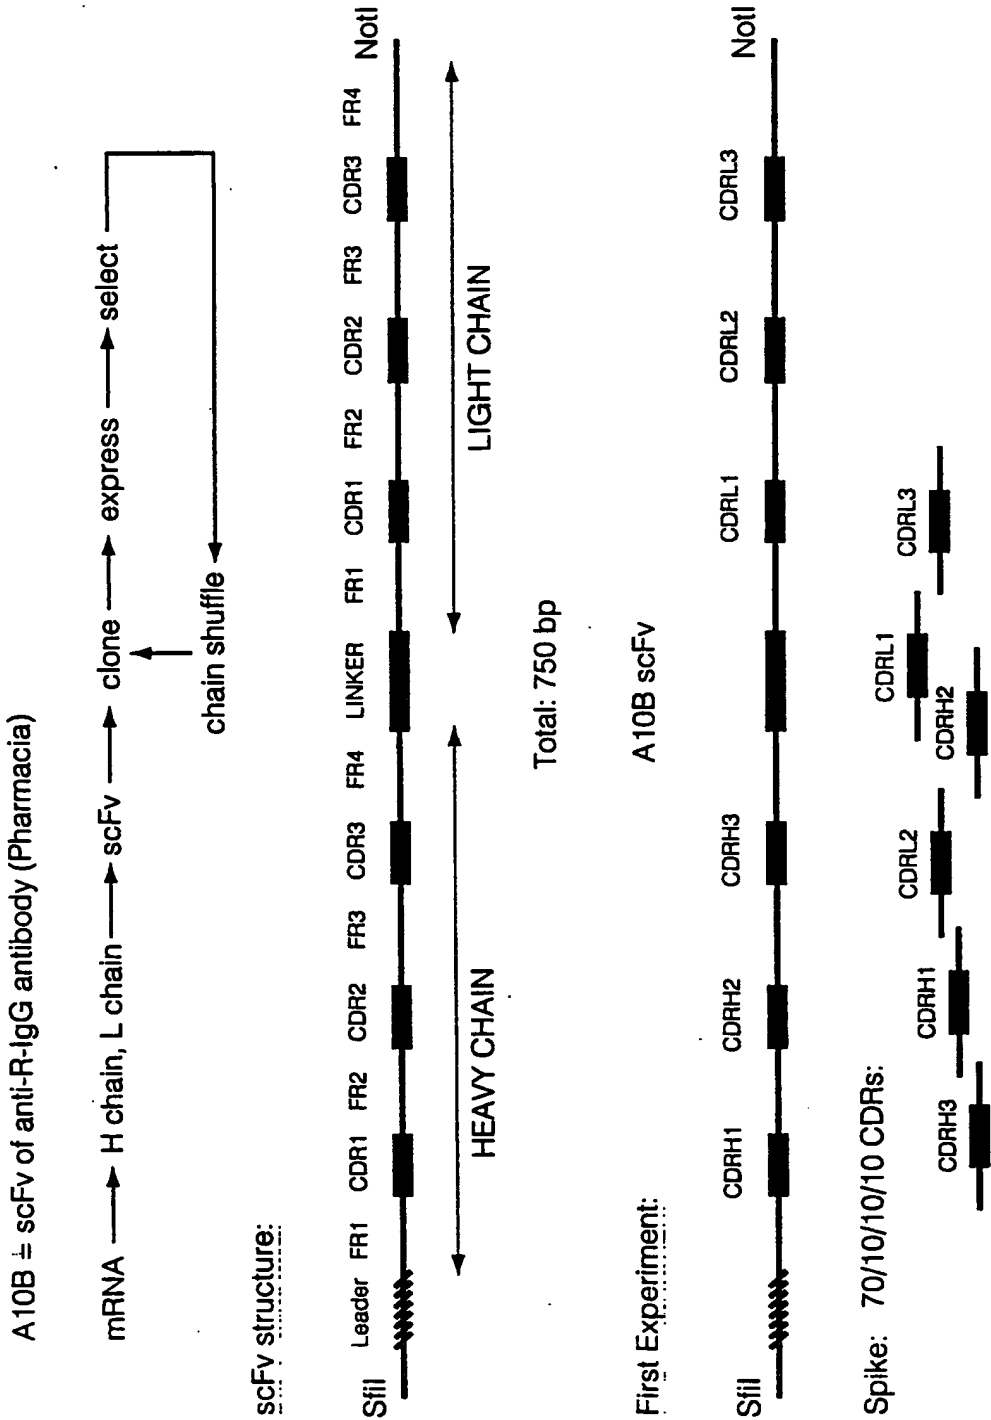 A10B = scFv of anti-R-IgG antibody (Pharmacia)
mRNA H chain, L chain scFv clone express select
chain shuffle
scFv structure:
Leader FR1 CDR1 FR2 CDR2 FR3 CDR3 FR4 LINKER FR1 CDR1 FR2 CDR2 FR3 CDR3 FR4
SfiI NotI
HEAVY CHAIN LIGHT CHAIN
Total: 750 bp
First Experiment:
A10B scFv
CDRH1 CDRH2 CDRH3 CDRL1 CDRL2 CDRL3
SfiI NotI
Spike: 70/10/10/10 CDRs:
CDRH3 CDRH1 CDRL2 CDRH2 CDRL1 CDRL3